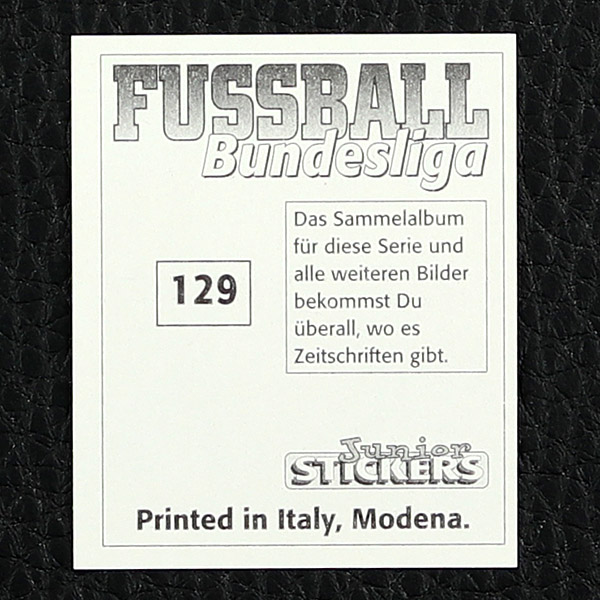 FUSSBALL
Bundesliga
Das Sammelalbum
für diese Serie und
alle weiteren Bilder
bekommst Du
überall, wo es
Zeitschriften gibt.
129
Junior
STICKERS
Printed in Italy, Modena.